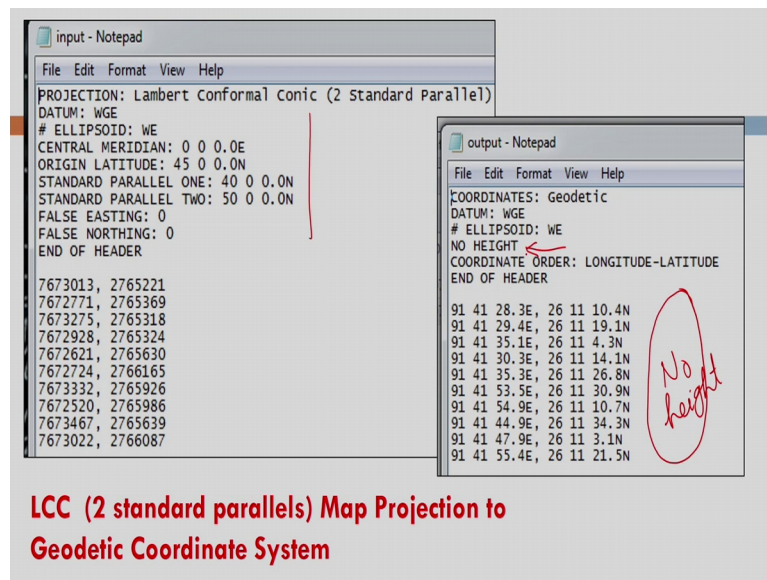 input - Notepad
File Edit Format View Help
PROJECTION: Lambert Conformal Conic (2 Standard Parallel)
DATUM: WGE
# ELLIPSOID: WE
CENTRAL MERIDIAN: 0 0 0.0E
ORIGIN LATITUDE: 45 0 0.0N
STANDARD PARALLEL ONE: 40 0 0.0N
STANDARD PARALLEL TWO: 50 0 0.0N
FALSE EASTING: 0
FALSE NORTHING: 0
END OF HEADER
7673013, 2765221
7672771, 2765369
7673275, 2765318
7672928, 2765324
7672621, 2765630
7672724, 2766165
7673332, 2765926
7672520, 2765986
7673467, 2765639
7673022, 2766087
output - Notepad
File Edit Format View Help
COORDINATES: Geodetic
DATUM: WGE
# ELLIPSOID: WE
NO HEIGHT
COORDINATE ORDER: LONGITUDE-LATITUDE
END OF HEADER
91 41 28.3E, 26 11 10.4N
91 41 29.4E, 26 11 19.1N
91 41 35.1E, 26 11 4.3N
91 41 30.3E, 26 11 14.1N
91 41 35.3E, 26 11 26.8N
91 41 53.5E, 26 11 30.9N
91 41 54.9E, 26 11 10.7N
91 41 44.9E, 26 11 34.3N
91 41 47.9E, 26 11 3.1N
91 41 55.4E, 26 11 21.5N
No
height
LCC (2 standard parallels) Map Projection to
Geodetic Coordinate System